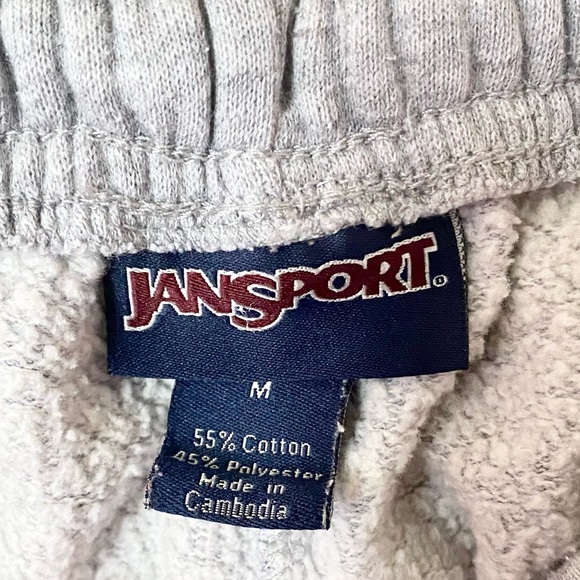 JANSPORT®
M
55% Cotton
45% Polyester
Made in
Cambodia